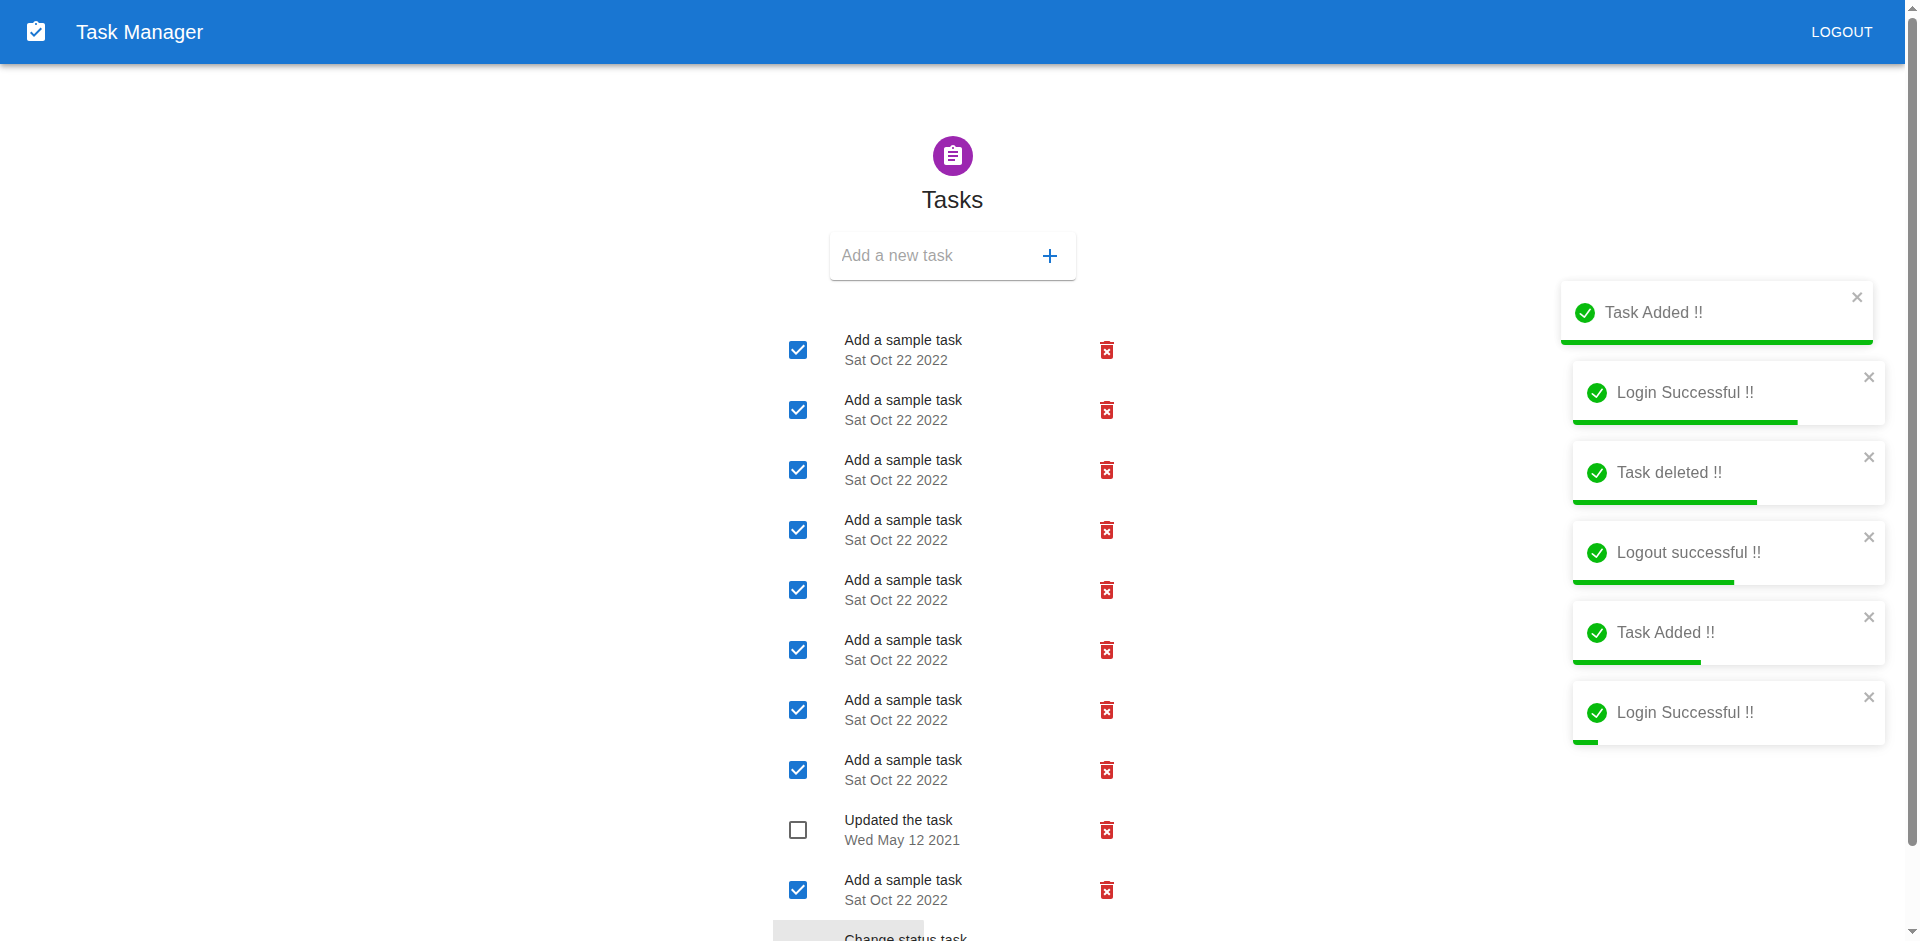 Task Manager
LOGOUT
Tasks
Add a new task
Add a sample task
Sat Oct 22 2022
Add a sample task
Sat Oct 22 2022
Add a sample task
Sat Oct 22 2022
Add a sample task
Sat Oct 22 2022
Add a sample task
Sat Oct 22 2022
Add a sample task
Sat Oct 22 2022
Add a sample task
Sat Oct 22 2022
Add a sample task
Sat Oct 22 2022
Updated the task
Wed May 12 2021
Add a sample task
Sat Oct 22 2022
Change status task
Task Added !!
Login Successful !!
Task deleted !!
Logout successful !!
Task Added !!
Login Successful !!